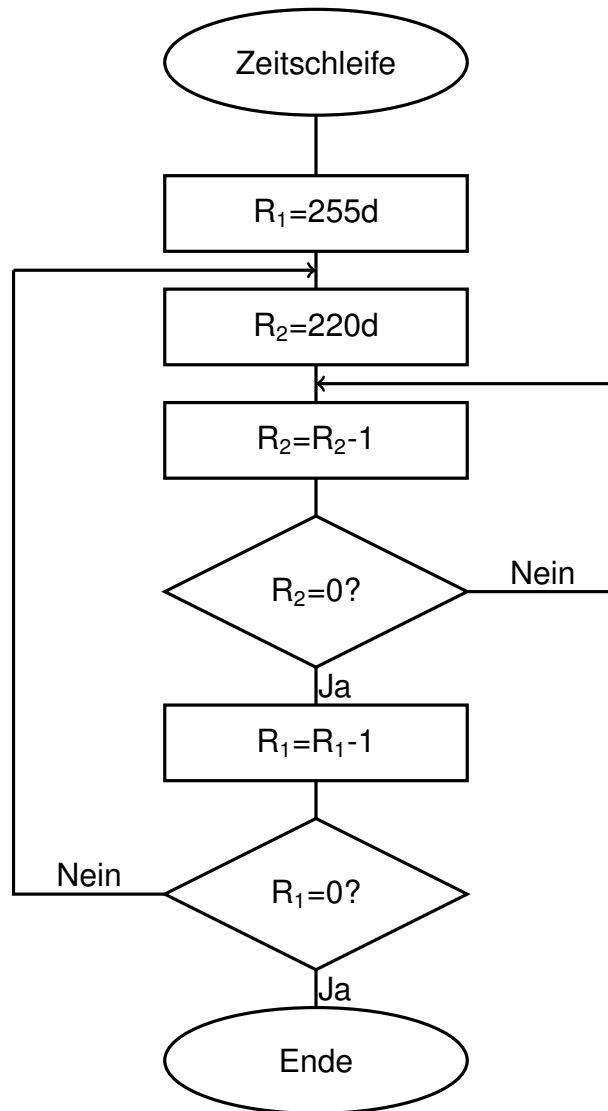 Zeitschleife
R₁=255d
R₂=220d
R₂=R₂-1
R₂=0?
Nein
Ja
R₁=R₁-1
Nein
R₁=0?
Ja
Ende